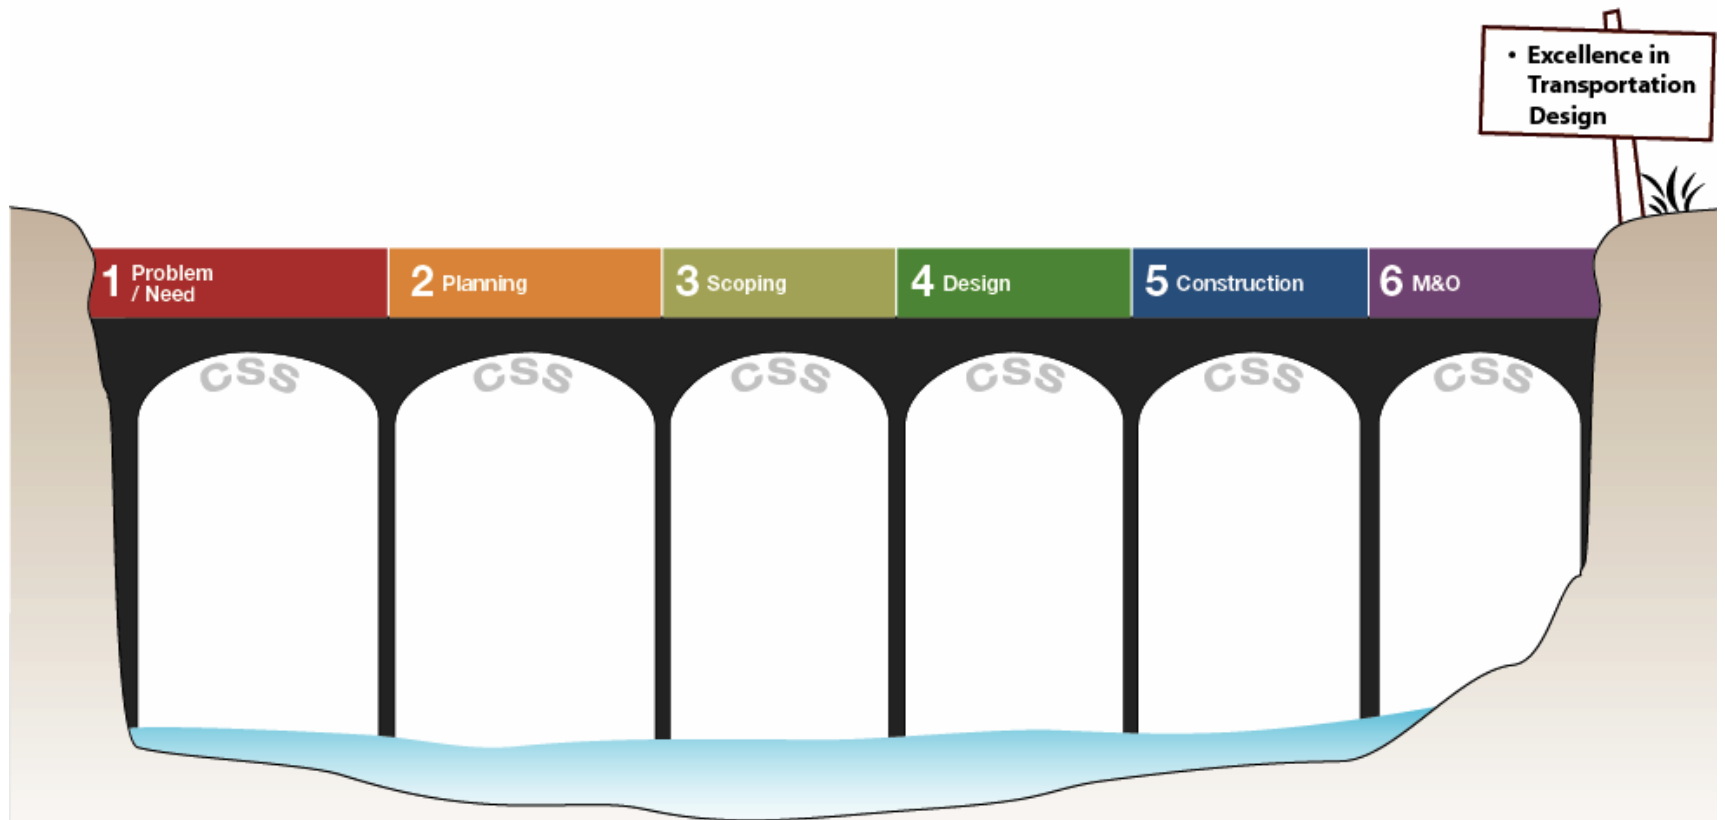 • Excellence in
Transportation
Design
1 Problem
/ Need
2 Planning
3 Scoping
4 Design
5 Construction
6 M&O
CSS
CSS
CSS
CSS
CSS
CSS